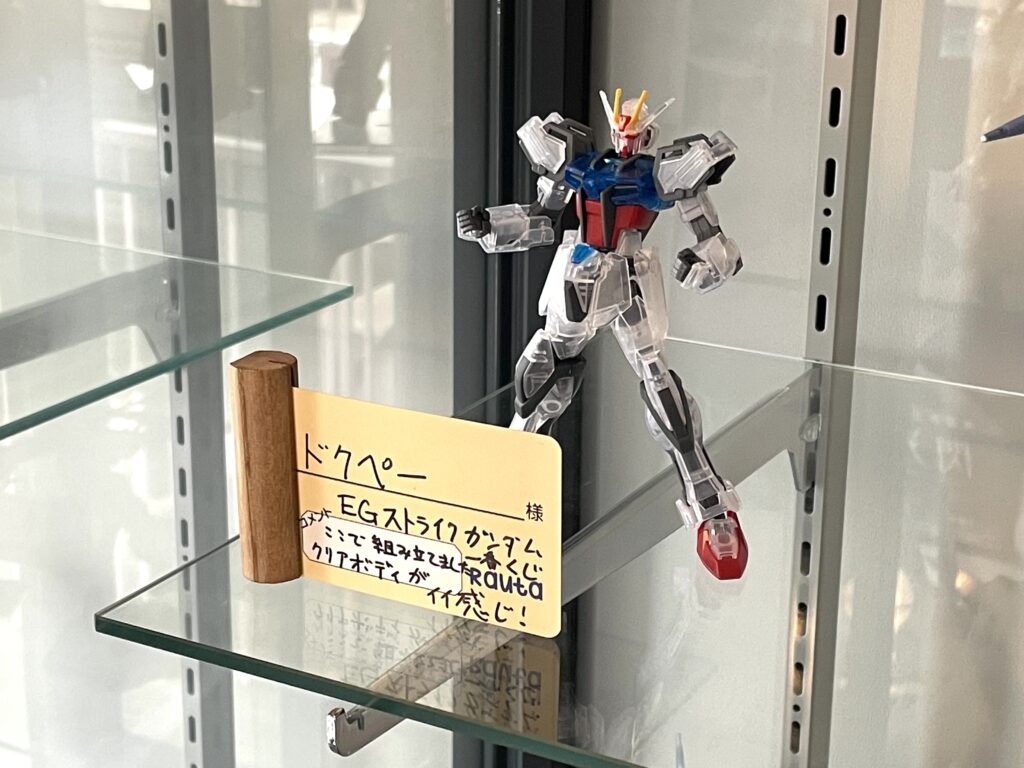 ドクペー 様
EGストライクガンダム
一番くじ
コメント
ここで組み立てました
クリアボディが
イイ感じ!
Rauta